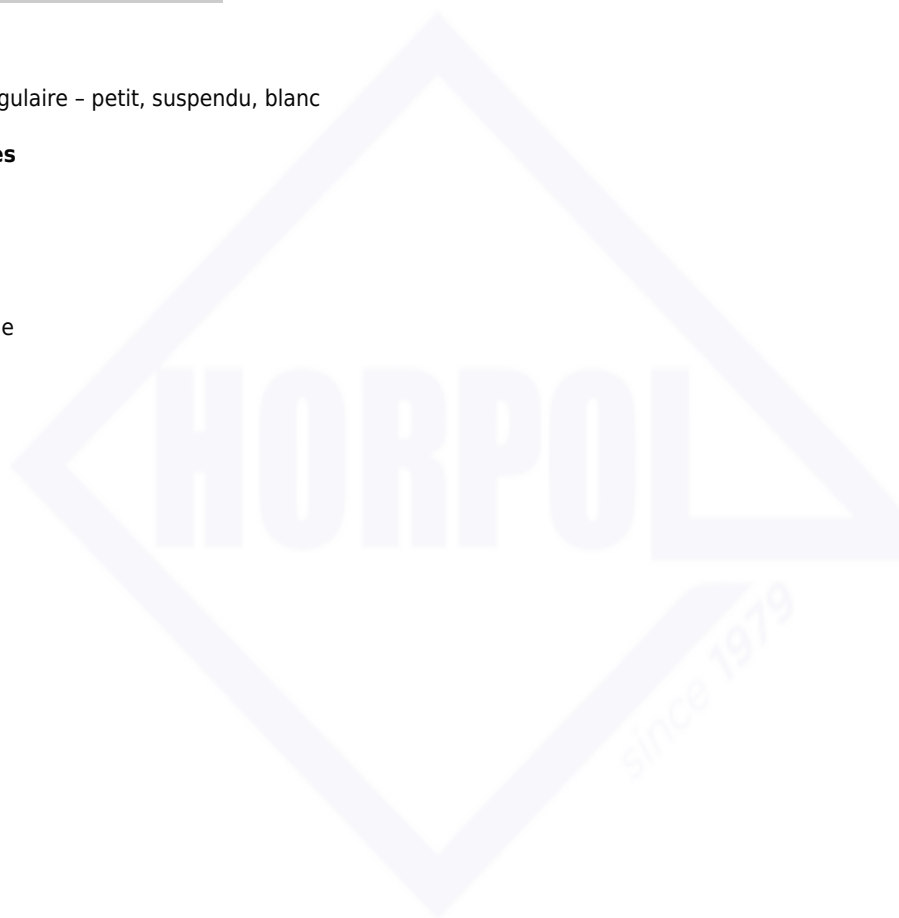 gulaire – petit, suspendu, blanc
es
e
HORPOL
since 1979